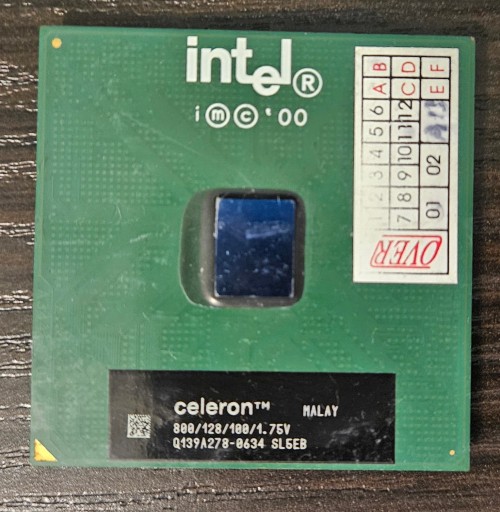 intel®
i ⓜ © '00
A B
1 2 3 4 5 6 C D
7 8 9 10 11 12 E F
01 02
OVER
celeron™ MALAY
800/128/100/1.75V
Q139A278-0634 SL5EB